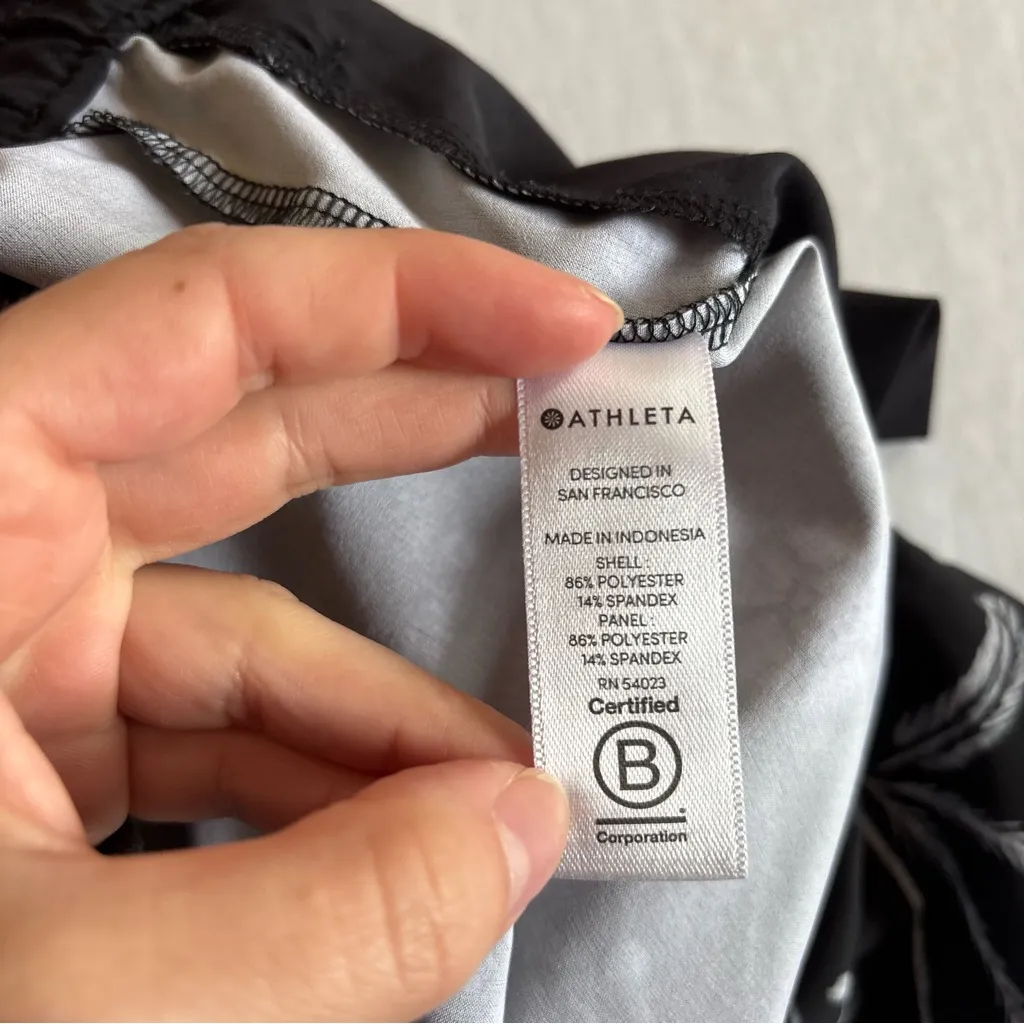 ATHLETA
DESIGNED IN
SAN FRANCISCO
MADE IN INDONESIA
SHELL :
86% POLYESTER
14% SPANDEX
PANEL :
86% POLYESTER
14% SPANDEX
RN 54023
Certified
B
Corporation